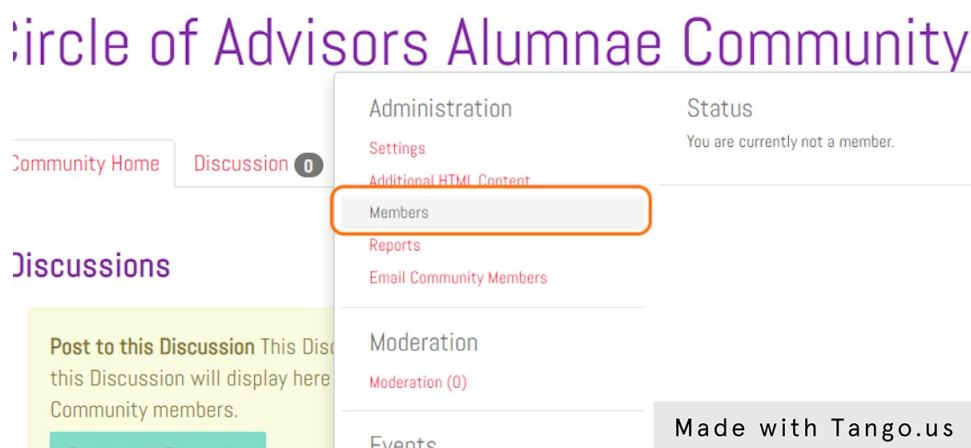 Circle of Advisors Alumnae Community
Administration
Settings
Additional HTML Content
Members
Reports
Email Community Members
Moderation
Moderation (0)
Events
Status
You are currently not a member.
Community Home
Discussion 0
Discussions
Post to this Discussion This Disc
this Discussion will display here
Community members.
Made with Tango.us